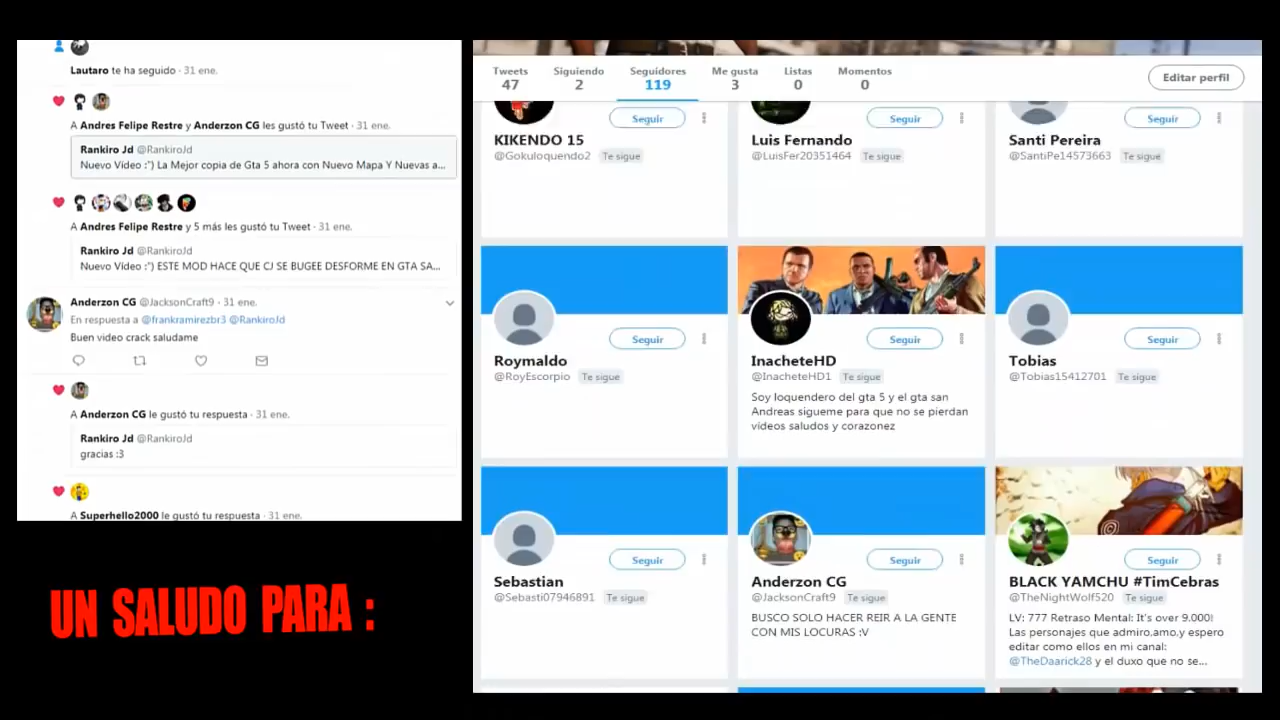 Lautaro te ha seguido · 31 ene.
A Andres Felipe Restre y Anderzon CG les gustó tu Tweet · 31 ene.
Rankiro Jd @RankiroJd
Nuevo Vídeo :") La Mejor copia de Gta 5 ahora con Nuevo Mapa Y Nuevas a...
A Andres Felipe Restre y 5 más les gustó tu Tweet · 31 ene.
Rankiro Jd @RankiroJd
Nuevo Vídeo :") ESTE MOD HACE QUE CJ SE BUGEE DESFORME EN GTA SA...
Anderzon CG @JacksonCraft9 · 31 ene.
En respuesta a @frankramirezbr3 @RankiroJd
Buen video crack saludame
A Anderzon CG le gustó tu respuesta · 31 ene.
Rankiro Jd @RankiroJd
gracias :3
A Superhello2000 le gustó tu respuesta · 31 ene.
UN SALUDO PARA :
Tweets Siguiendo Seguidores Me gusta Listas Momentos
47 2 119 3 0 0
Editar perfil
Seguir Seguir Seguir
KIKENDO 15 Luis Fernando Santi Pereira
@Gokuloquendo2 Te sigue @LuisFer20351464 Te sigue @SantiPe14573663 Te sigue
Seguir Seguir Seguir
Roymaldo InacheteHD Tobias
@RoyEscorpio Te sigue @InacheteHD1 Te sigue @Tobias15412701 Te sigue
Soy loquendero del gta 5 y el gta san
Andreas sigueme para que no se pierdan
vídeos saludos y corazonez
Seguir Seguir Seguir
Sebastian Anderzon CG BLACK YAMCHU #TimCebras
@Sebasti07946891 Te sigue @JacksonCraft9 Te sigue @TheNightWolf520 Te sigue
BUSCO SOLO HACER REIR A LA GENTE
CON MIS LOCURAS :V
LV: 777 Retraso Mental: It's over 9.000!
Las personajes que admiro,amo,y espero
editar como ellos en mi canal:
@TheDaarick28 y el duxo que no se...